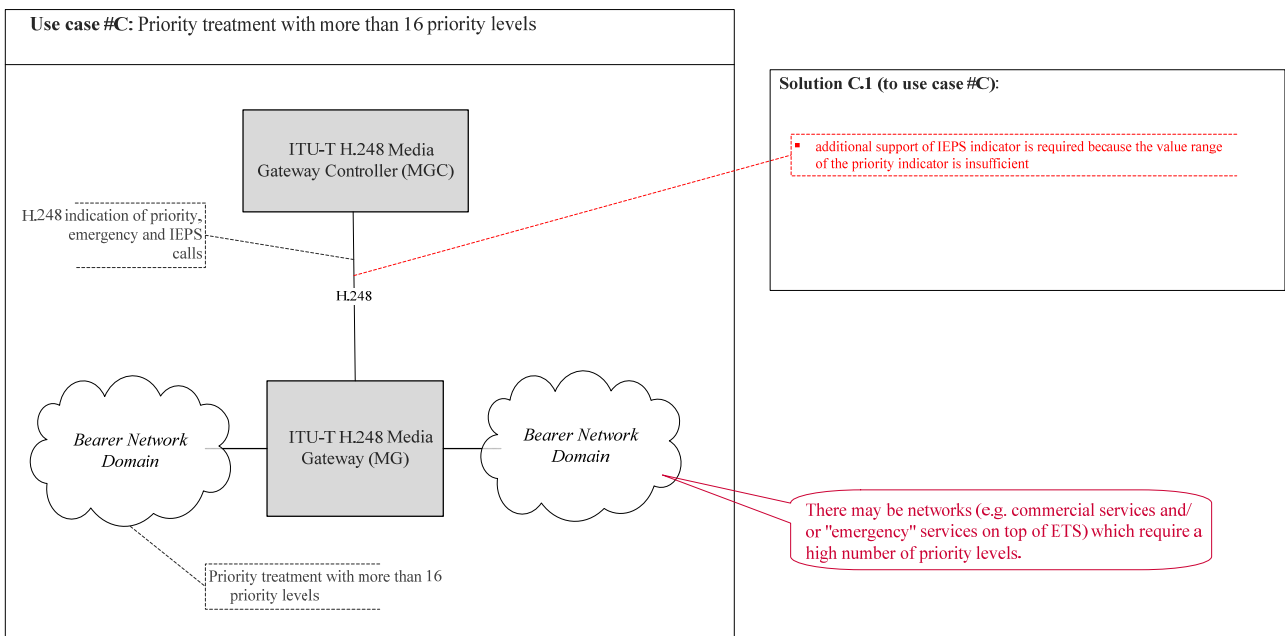 Use case #C: Priority treatment with more than 16 priority levels
Solution C.1 (to use case #C):
▪ additional support of IEPS indicator is required because the value range
of the priority indicator is insufficient
ITU-T H.248 Media
Gateway Controller (MGC)
H.248 indication of priority,
emergency and IEPS
calls
H.248
Bearer Network
Domain
ITU-T H.248 Media
Gateway (MG)
Bearer Network
Domain
There may be networks (e.g. commercial services and/
or "emergency" services on top of ETS) which require a
high number of priority levels.
Priority treatment with more than 16
priority levels